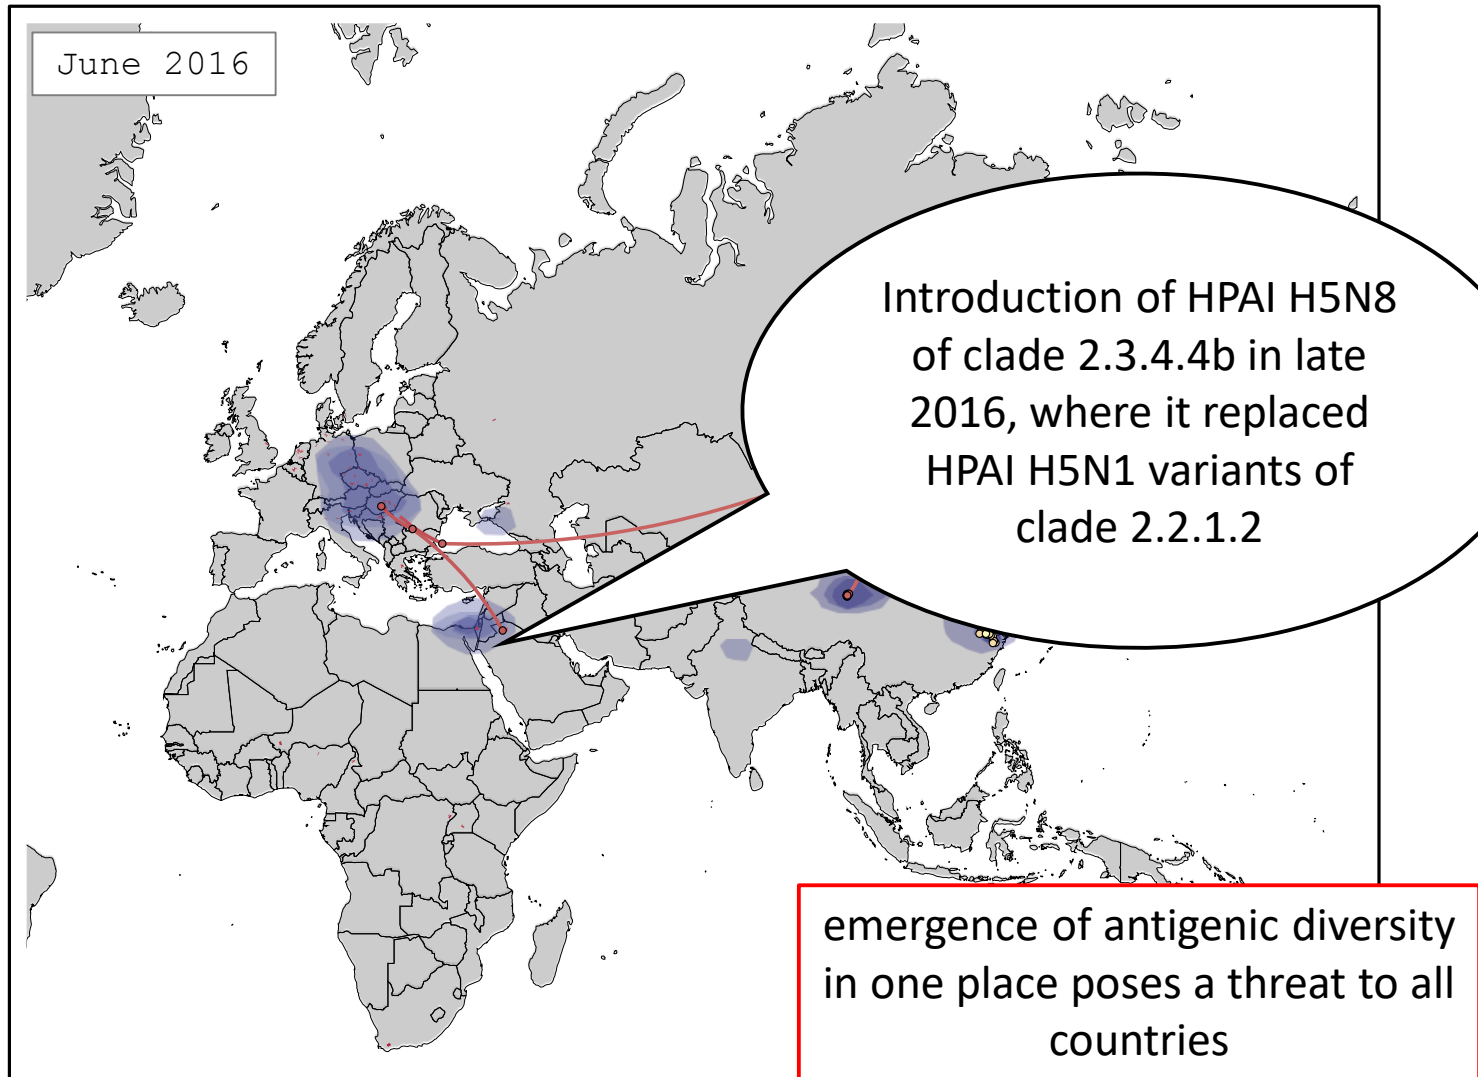 June 2016
Introduction of HPAI H5N8
of clade 2.3.4.4b in late
2016, where it replaced
HPAI H5N1 variants of
clade 2.2.1.2
emergence of antigenic diversity
in one place poses a threat to all
countries